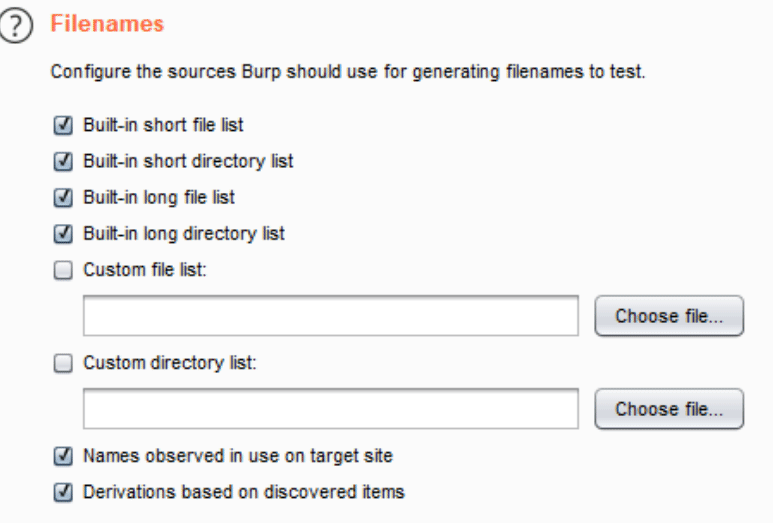 Filenames
Configure the sources Burp should use for generating filenames to test.
Built-in short file list
Built-in short directory list
Built-in long file list
Built-in long directory list
Custom file list:
Choose file...
Custom directory list:
Choose file...
Names observed in use on target site
Derivations based on discovered items